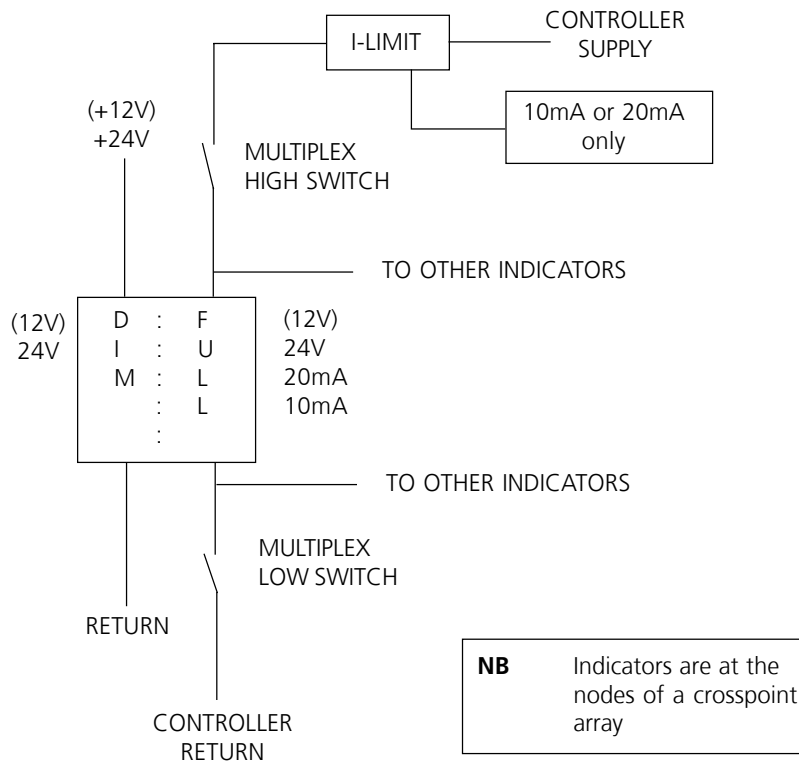 CONTROLLER
SUPPLY
I-LIMIT
10mA or 20mA
only
(+12V)
+24V
MULTIPLEX
HIGH SWITCH
TO OTHER INDICATORS
(12V)
24V
D : F
I : U
M : L
: L
:
(12V)
24V
20mA
10mA
TO OTHER INDICATORS
MULTIPLEX
LOW SWITCH
RETURN
CONTROLLER
RETURN
NB Indicators are at the
nodes of a crosspoint
array